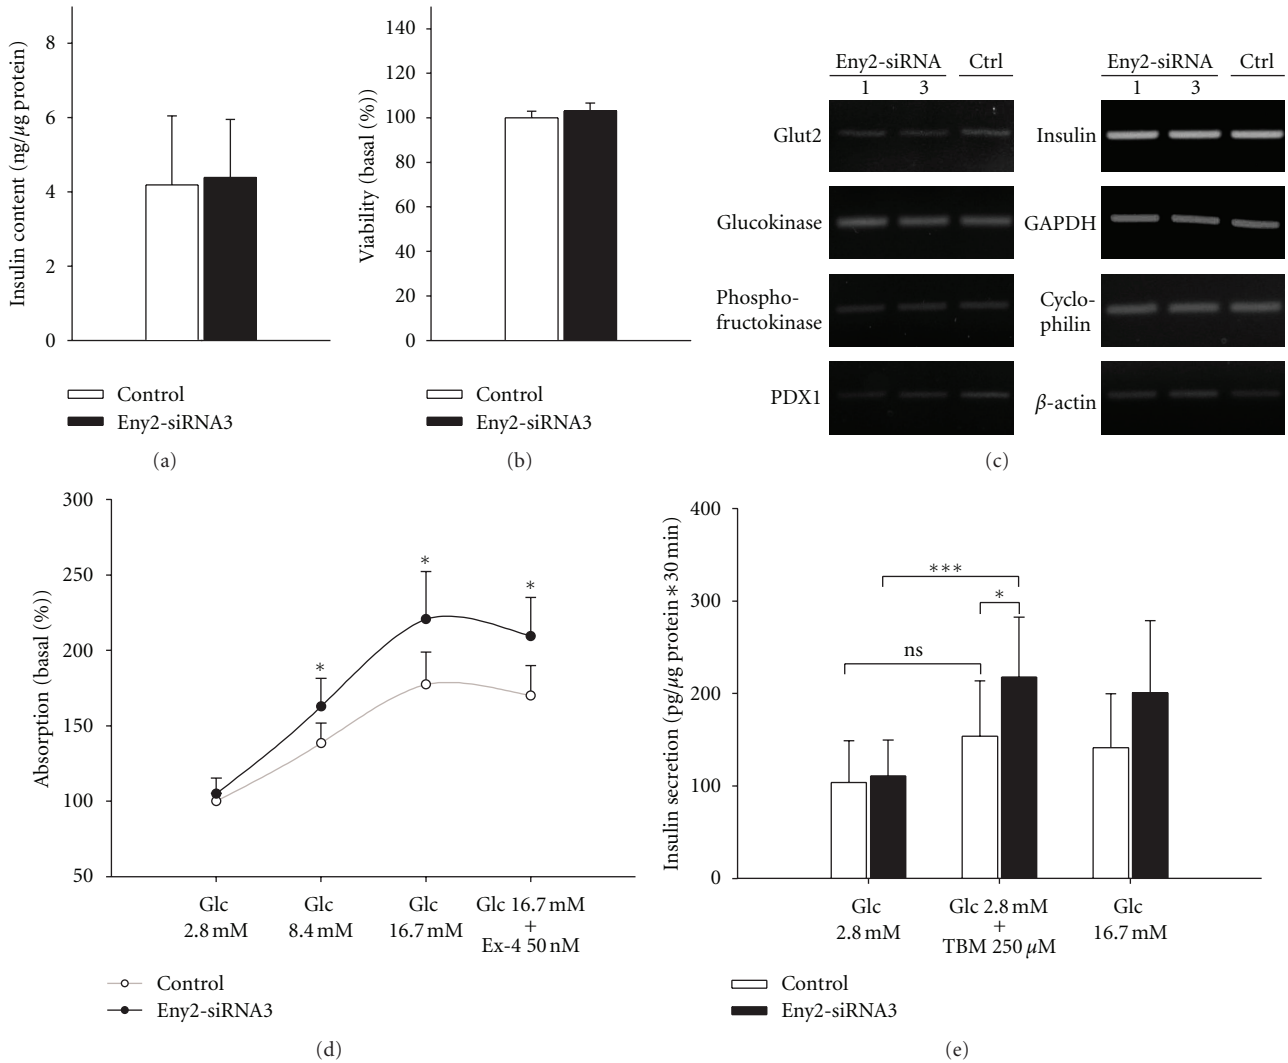 Insulin content (ng/μg protein)
8
6
4
2
0
Control
Eny2-siRNA3
(a)
Viability (basal (%))
140
120
100
80
60
40
20
0
Control
Eny2-siRNA3
(b)
Eny2-siRNA Ctrl
1 3
Glut2
Glucokinase
Phospho-
fructokinase
PDX1
Eny2-siRNA Ctrl
1 3
Insulin
GAPDH
Cyclo-
philin
β-actin
(c)
Absorption (basal (%))
300
250
200
150
100
50
*
*
*
Glc
2.8 mM
Glc
8.4 mM
Glc
16.7 mM
Glc 16.7 mM
+
Ex-4 50 nM
Control
Eny2-siRNA3
(d)
Insulin secretion (pg/μg protein*30 min)
400
300
200
100
0
***
*
ns
Glc
2.8 mM
Glc 2.8 mM
+
TBM 250 μM
Glc
16.7 mM
Control
Eny2-siRNA3
(e)